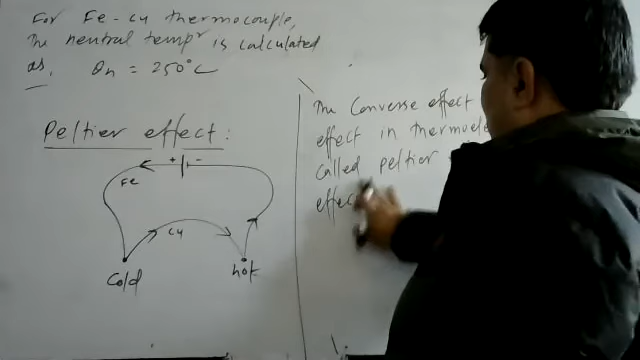 For Fe-Cu thermocouple,
The neutral tempr is calculated
as, θn = 250°C
Peltier effect:
+ -
Fe
Cu
Cold
hot
The Converse effect
effect in thermoele
called peltier
effec